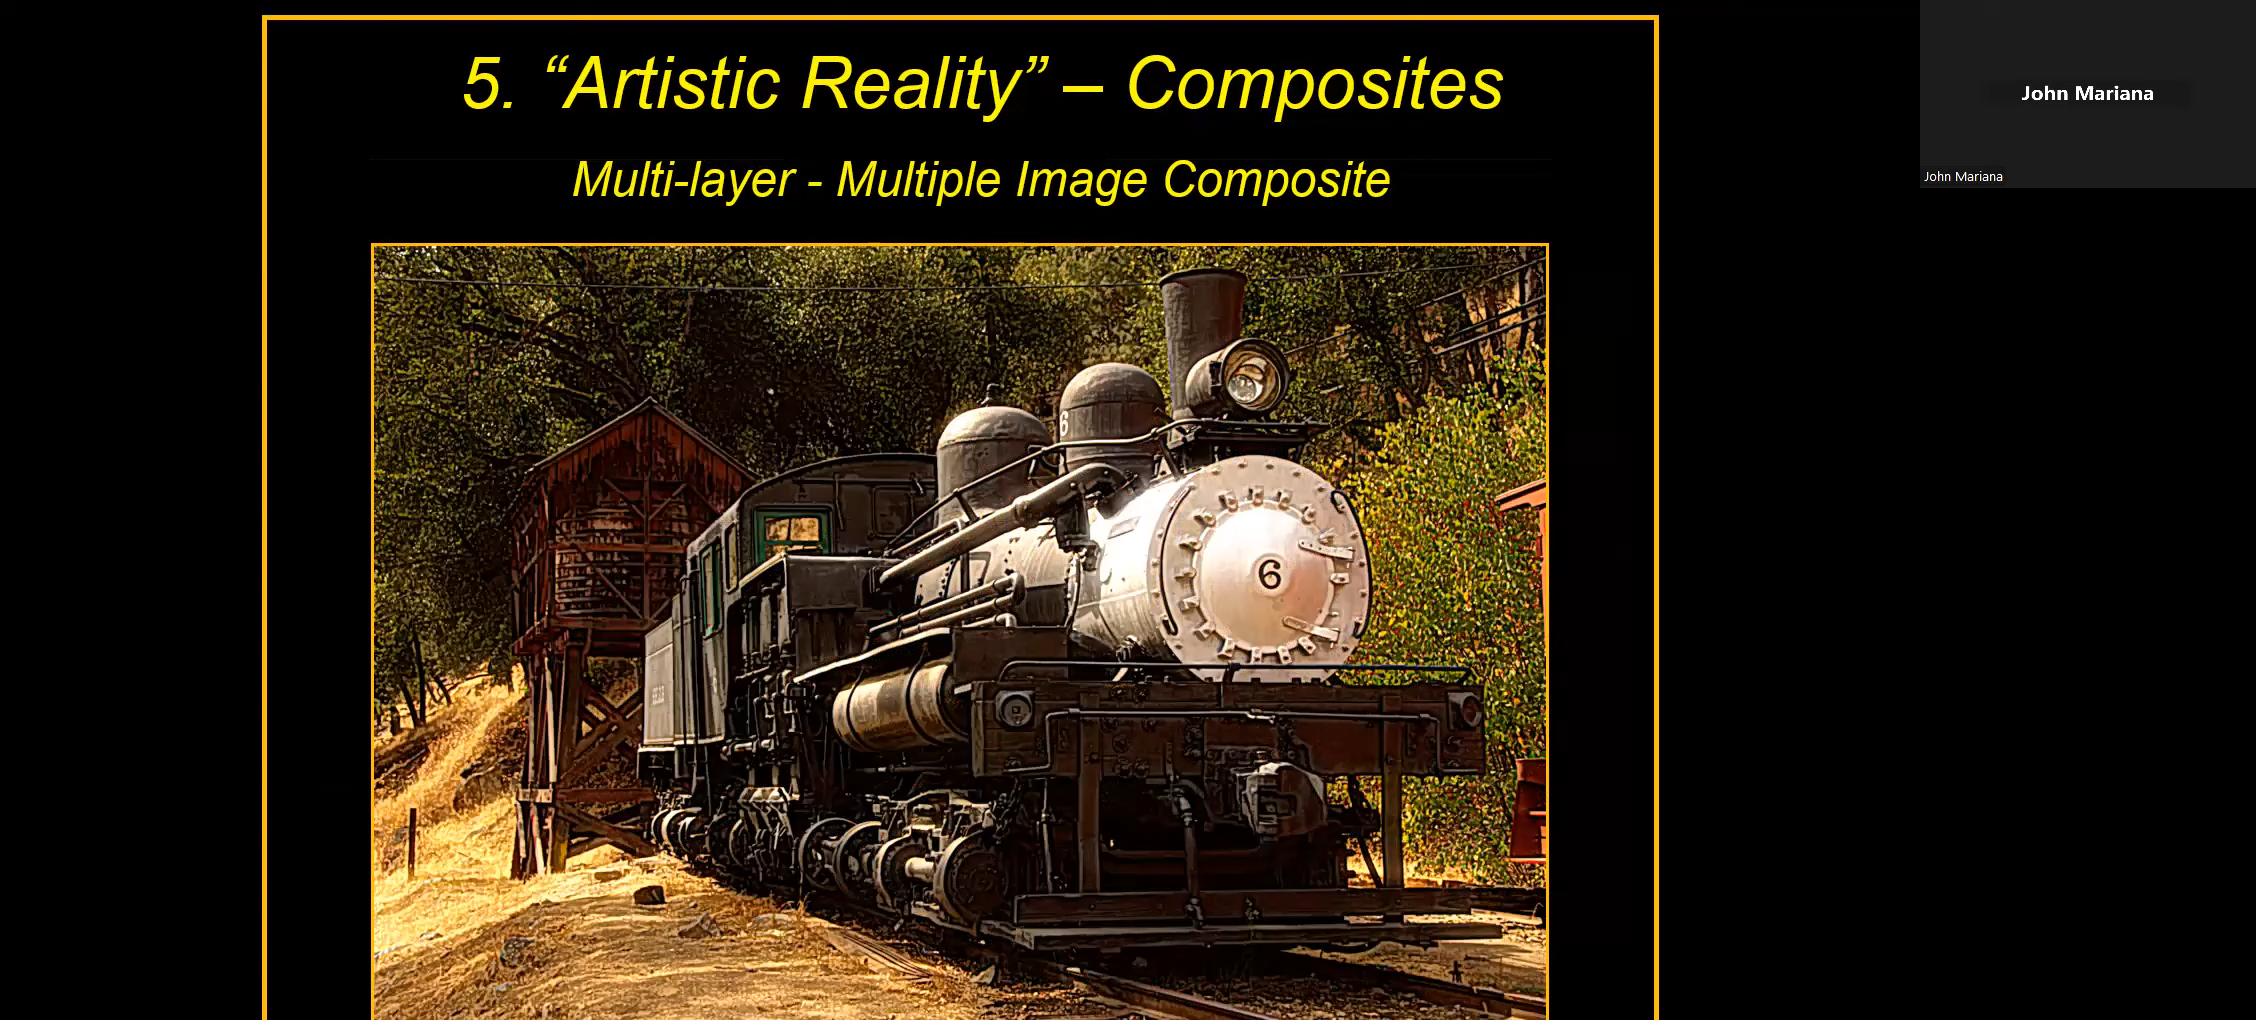 5. “Artistic Reality” – Composites
Multi-layer - Multiple Image Composite
John Mariana
John Mariana
6
6